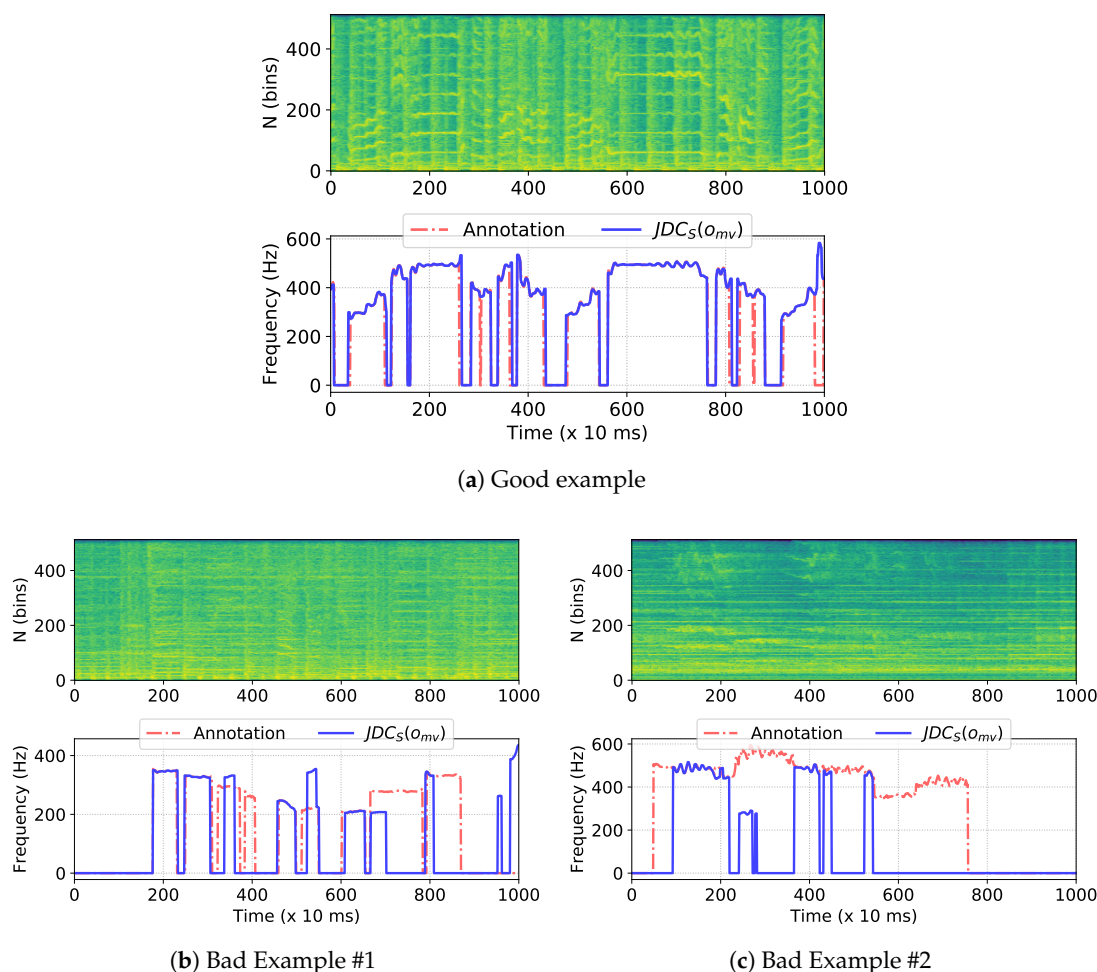 N (bins)
400
200
0
0 200 400 600 800 1000
Annotation JDC_S(o_mv)
Frequency (Hz)
600
400
200
0
0 200 400 600 800 1000
Time (x 10 ms)
(a) Good example
N (bins)
400
200
0
0 200 400 600 800 1000
Annotation JDC_S(o_mv)
Frequency (Hz)
400
200
0
0 200 400 600 800 1000
Time (x 10 ms)
(b) Bad Example #1
N (bins)
400
200
0
0 200 400 600 800 1000
Annotation JDC_S(o_mv)
Frequency (Hz)
600
400
200
0
0 200 400 600 800 1000
Time (x 10 ms)
(c) Bad Example #2